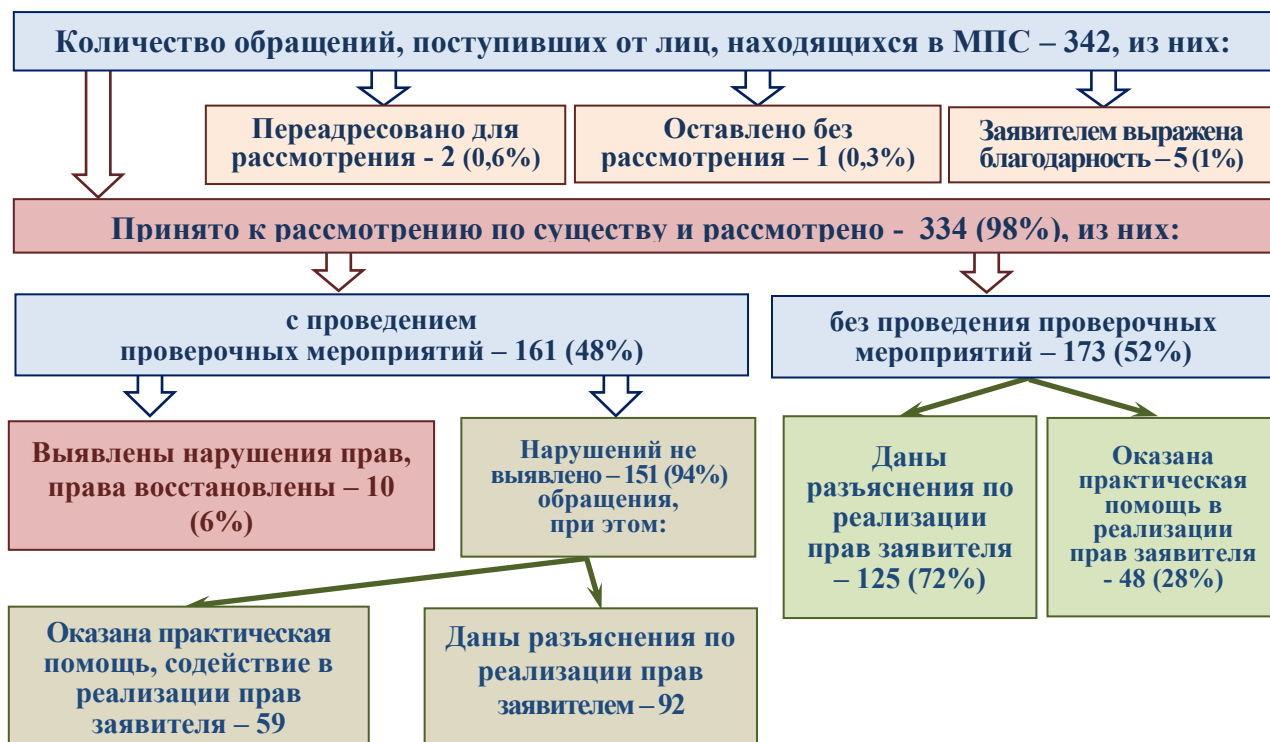 Количество обращений, поступивших от лиц, находящихся в МПС – 342, из них:
Переадресовано для
рассмотрения - 2 (0,6%)
Оставлено без
рассмотрения – 1 (0,3%)
Заявителем выражена
благодарность – 5 (1%)
Принято к рассмотрению по существу и рассмотрено - 334 (98%), из них:
с проведением
проверочных мероприятий – 161 (48%)
без проведения проверочных
мероприятий – 173 (52%)
Выявлены нарушения прав,
права восстановлены – 10
(6%)
Нарушений не
выявлено – 151 (94%)
обращения,
при этом:
Даны
разъяснения по
реализации
прав заявителя
– 125 (72%)
Оказана
практическая
помощь в
реализации
прав заявителя
- 48 (28%)
Оказана практическая
помощь, содействие в
реализации прав
заявителя – 59
Даны разъяснения по
реализации прав
заявителем – 92